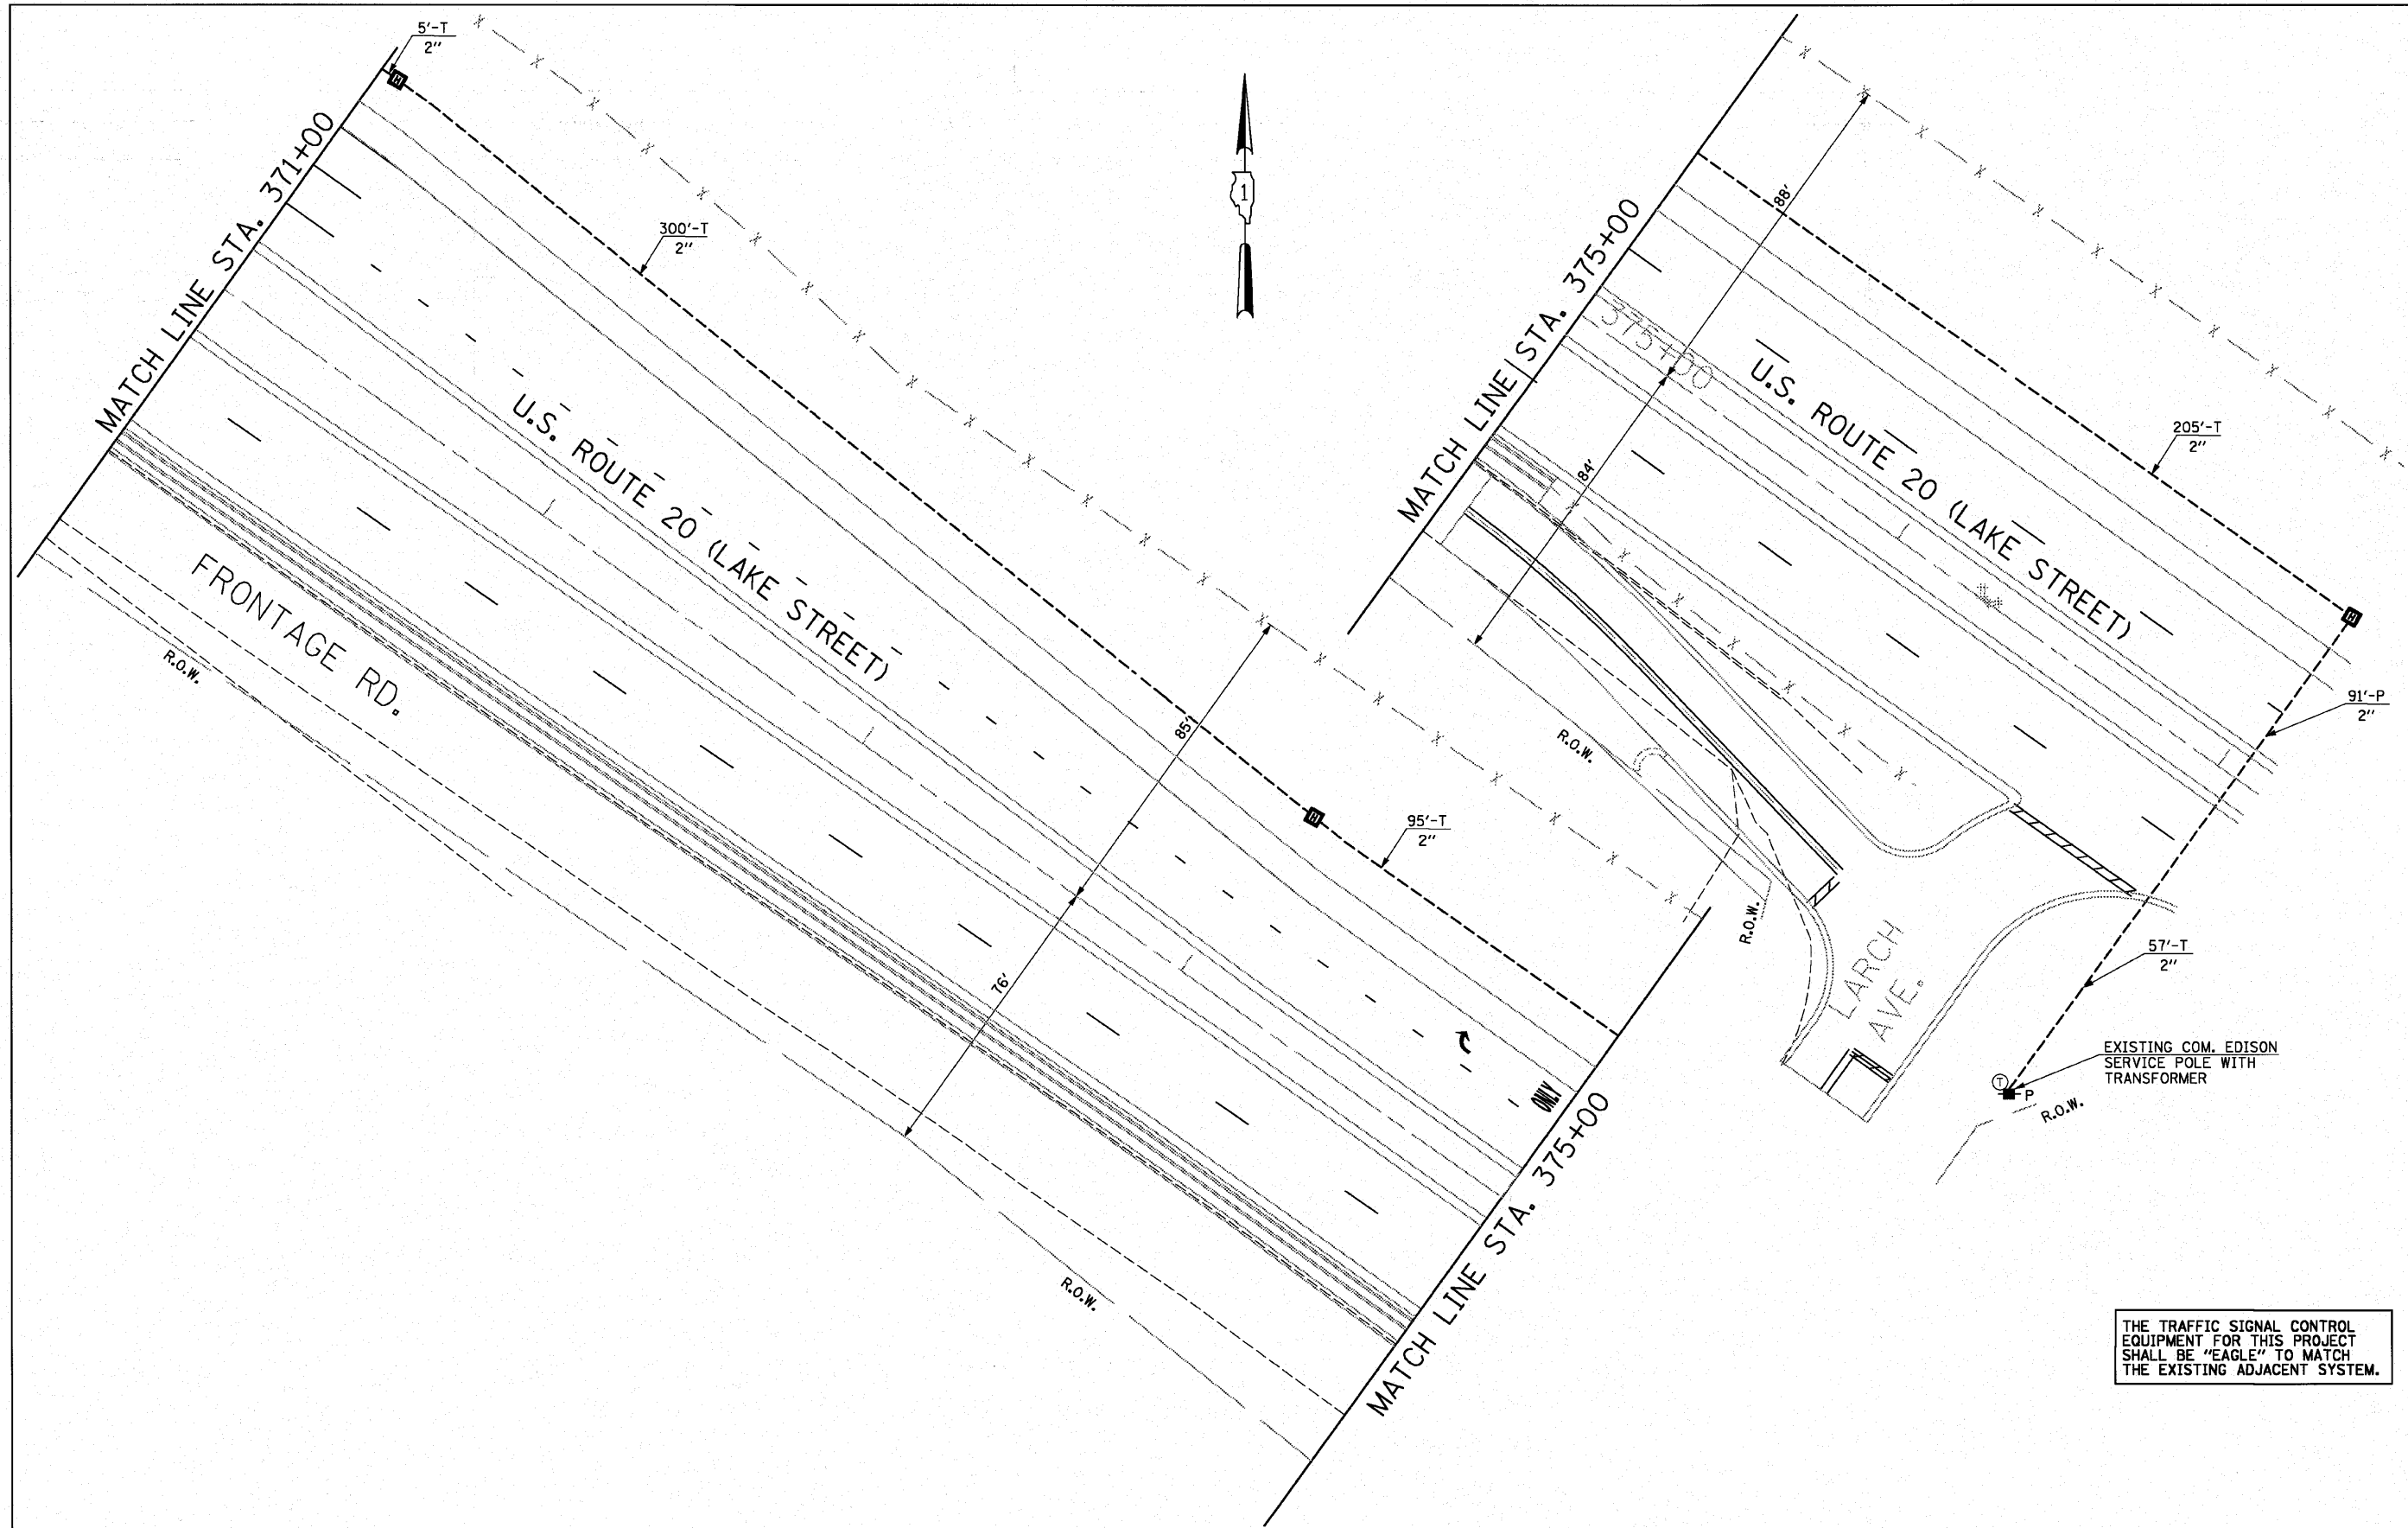 5'-T
2"
MATCH LINE STA. 371+00
300'-T
2"
1
U.S. ROUTE 20 (LAKE STREET)
FRONTAGE RD.
R.O.W.
85'
76'
95'-T
2"
ONLY
R.O.W.
MATCH LINE STA. 375+00
MATCH LINE STA. 375+00
375+00
88'
84'
U.S. ROUTE 20 (LAKE STREET)
205'-T
2"
H
H
H
91'-P
2"
R.O.W.
R.O.W.
LARCH
AVE.
57'-T
2"
EXISTING COM. EDISON
SERVICE POLE WITH
TRANSFORMER
T
P
R.O.W.
THE TRAFFIC SIGNAL CONTROL
EQUIPMENT FOR THIS PROJECT
SHALL BE "EAGLE" TO MATCH
THE EXISTING ADJACENT SYSTEM.